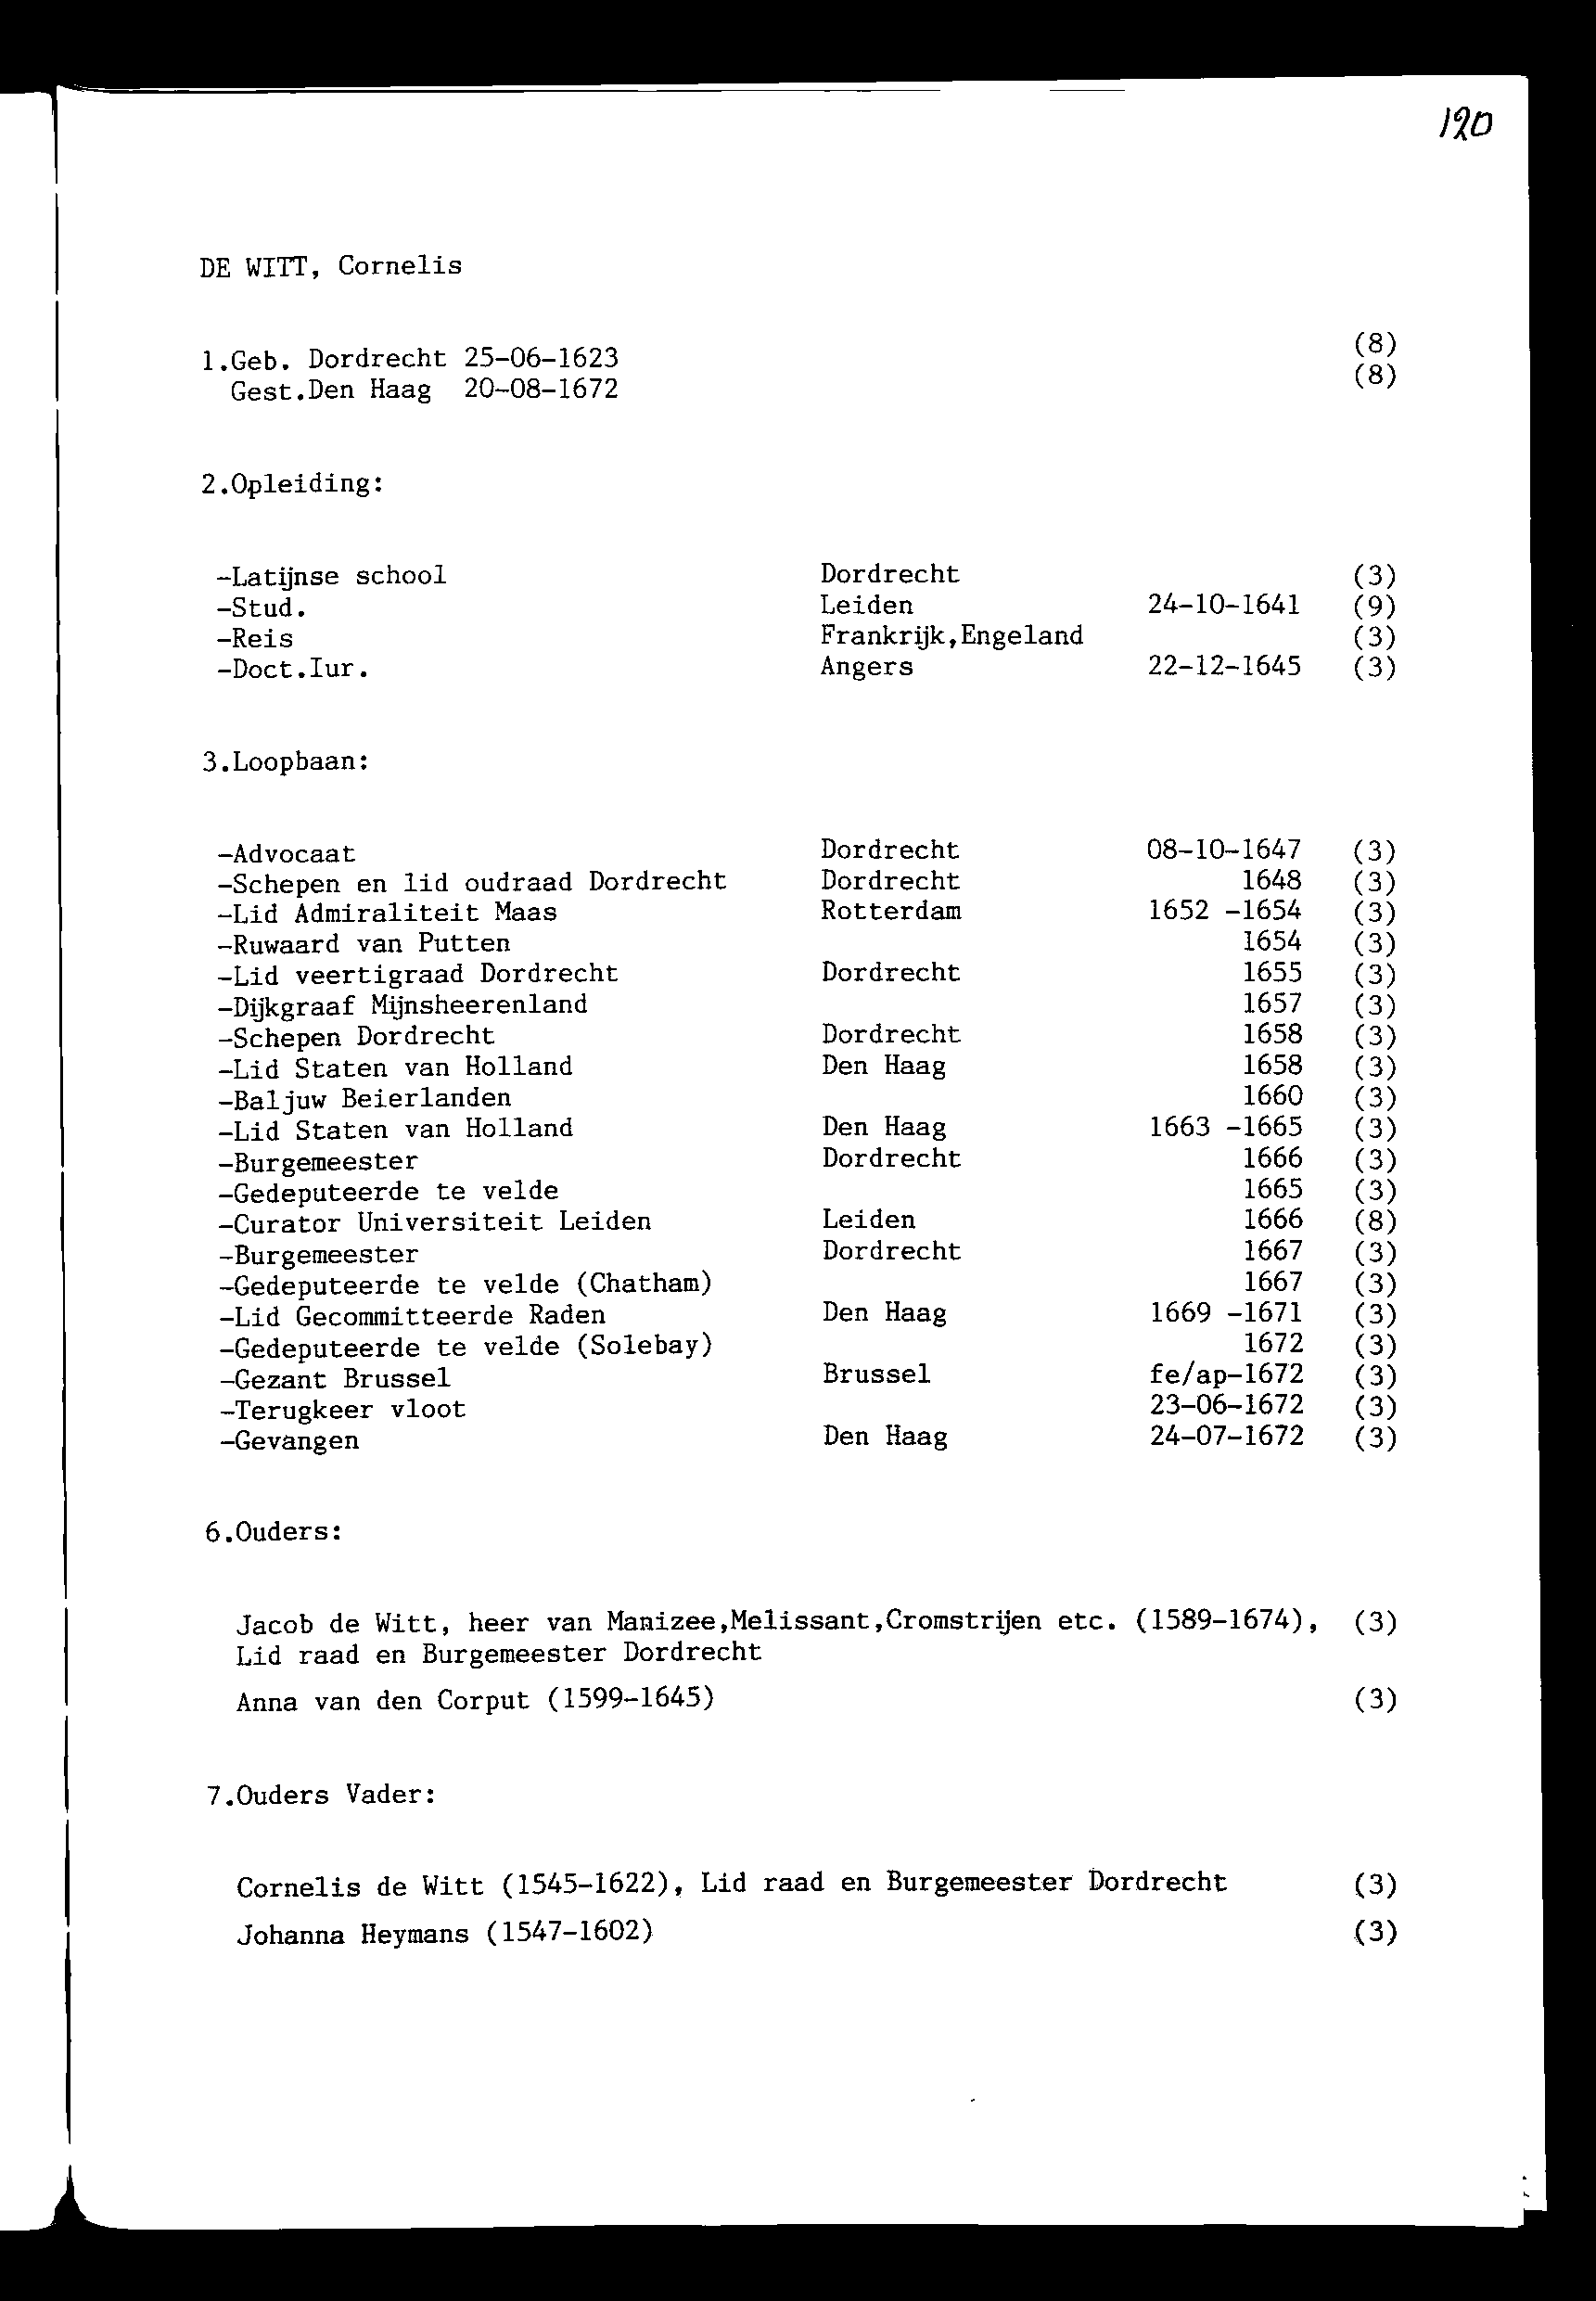 120
DE WITT, Cornelis
1.Geb. Dordrecht 25-06-1623 (8)
Gest.Den Haag 20-08-1672 (8)
2.Opleiding:
-Latijnse school Dordrecht (3)
-Stud. Leiden 24-10-1641 (9)
-Reis Frankrijk,Engeland (3)
-Doct.Iur. Angers 22-12-1645 (3)
3.Loopbaan:
-Advocaat Dordrecht 08-10-1647 (3)
-Schepen en lid oudraad Dordrecht Dordrecht 1648 (3)
-Lid Admiraliteit Maas Rotterdam 1652 -1654 (3)
-Ruwaard van Putten 1654 (3)
-Lid veertigraad Dordrecht Dordrecht 1655 (3)
-Dijkgraaf Mijnsheerenland 1657 (3)
-Schepen Dordrecht Dordrecht 1658 (3)
-Lid Staten van Holland Den Haag 1658 (3)
-Baljuw Beierlanden 1660 (3)
-Lid Staten van Holland Den Haag 1663 -1665 (3)
-Burgemeester Dordrecht 1666 (3)
-Gedeputeerde te velde 1665 (3)
-Curator Universiteit Leiden Leiden 1666 (8)
-Burgemeester Dordrecht 1667 (3)
-Gedeputeerde te velde (Chatham) 1667 (3)
-Lid Gecommitteerde Raden Den Haag 1669 -1671 (3)
-Gedeputeerde te velde (Solebay) 1672 (3)
-Gezant Brussel Brussel fe/ap-1672 (3)
-Terugkeer vloot 23-06-1672 (3)
-Gevangen Den Haag 24-07-1672 (3)
6.Ouders:
Jacob de Witt, heer van Manizee,Melissant,Cromstrijen etc. (1589-1674), (3)
Lid raad en Burgemeester Dordrecht
Anna van den Corput (1599-1645) (3)
7.Ouders Vader:
Cornelis de Witt (1545-1622), Lid raad en Burgemeester Dordrecht (3)
Johanna Heymans (1547-1602) (3)